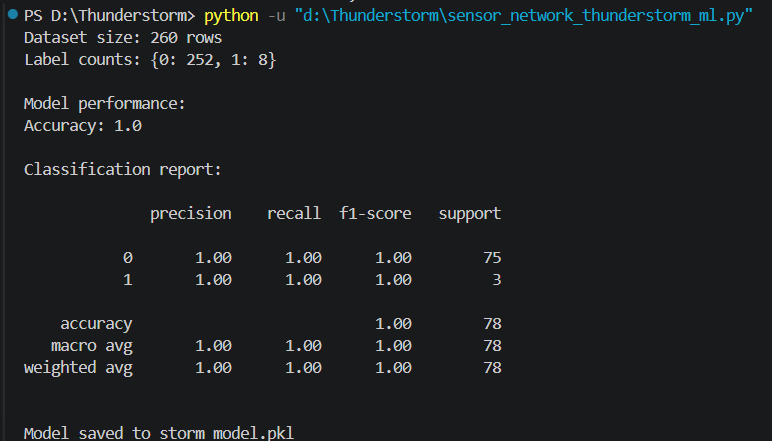 PS D:\Thunderstorm> python -u "d:\Thunderstorm\sensor_network_thunderstorm_ml.py"
Dataset size: 260 rows
Label counts: {0: 252, 1: 8}
Model performance:
Accuracy: 1.0
Classification report:
precision recall f1-score support
0 1.00 1.00 1.00 75
1 1.00 1.00 1.00 3
accuracy 1.00 78
macro avg 1.00 1.00 1.00 78
weighted avg 1.00 1.00 1.00 78
Model saved to storm_model.pkl